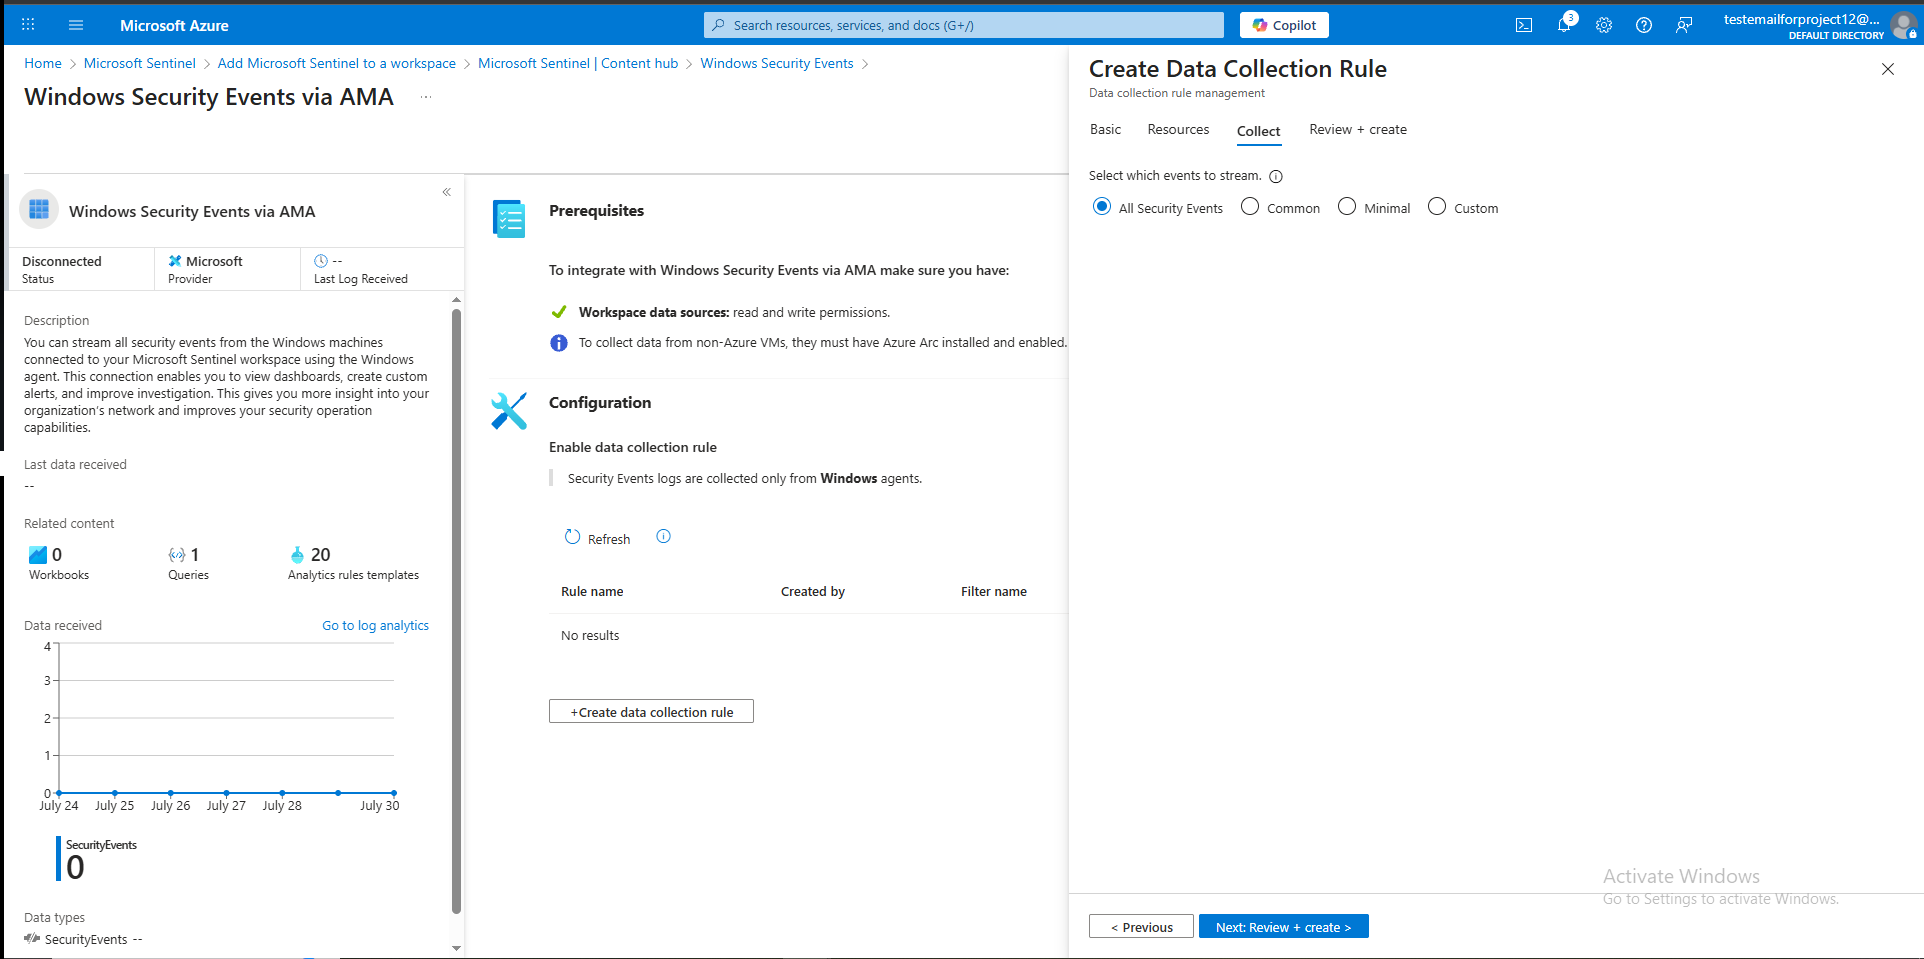 Microsoft Azure
Search resources, services, and docs (G+/)
Copilot
3
testemailforproject12@...
DEFAULT DIRECTORY
Home > Microsoft Sentinel > Add Microsoft Sentinel to a workspace > Microsoft Sentinel | Content hub > Windows Security Events >
Windows Security Events via AMA ...
Windows Security Events via AMA
Disconnected
Status
Microsoft
Provider
--
Last Log Received
Description
You can stream all security events from the Windows machines
connected to your Microsoft Sentinel workspace using the Windows
agent. This connection enables you to view dashboards, create custom
alerts, and improve investigation. This gives you more insight into your
organization's network and improves your security operation
capabilities.
Last data received
--
Related content
0
Workbooks
1
Queries
20
Analytics rules templates
Data received
Go to log analytics
4
3
2
1
0
July 24 July 25 July 26 July 27 July 28 July 30
SecurityEvents
0
Data types
SecurityEvents --
Prerequisites
To integrate with Windows Security Events via AMA make sure you have:
Workspace data sources: read and write permissions.
To collect data from non-Azure VMs, they must have Azure Arc installed and enabled.
Configuration
Enable data collection rule
Security Events logs are collected only from Windows agents.
Refresh
Rule name Created by Filter name
No results
+Create data collection rule
Create Data Collection Rule
Data collection rule management
Basic Resources Collect Review + create
Select which events to stream.
All Security Events Common Minimal Custom
Activate Windows
Go to Settings to activate Windows.
< Previous
Next: Review + create >